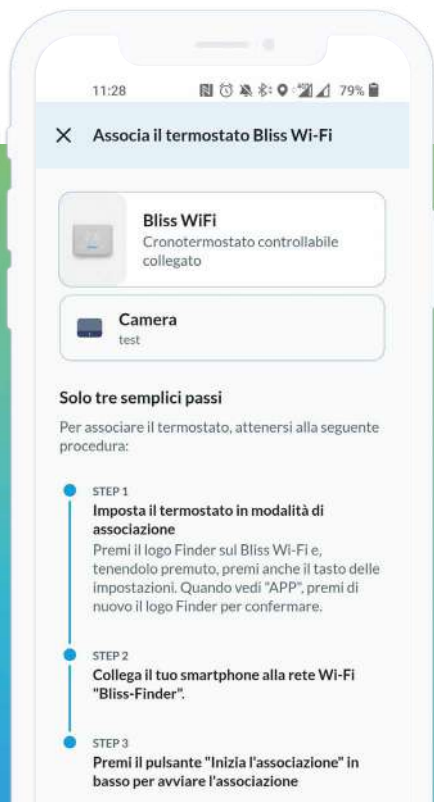 11:28
79%
Associa il termostato Bliss Wi-Fi
Bliss WiFi
Cronotermostato controllabile
collegato
Camera
test
Solo tre semplici passi
Per associare il termostato, attenersi alla seguente
procedura:
STEP 1
Imposta il termostato in modalità di
associazione
Premi il logo Finder sul Bliss Wi-Fi e,
tenendolo premuto, premi anche il tasto delle
impostazioni. Quando vedi "APP", premi di
nuovo il logo Finder per confermare.
STEP 2
Collega il tuo smartphone alla rete Wi-Fi
"Bliss-Finder".
STEP 3
Premi il pulsante "Inizia l'associazione" in
basso per avviare l'associazione